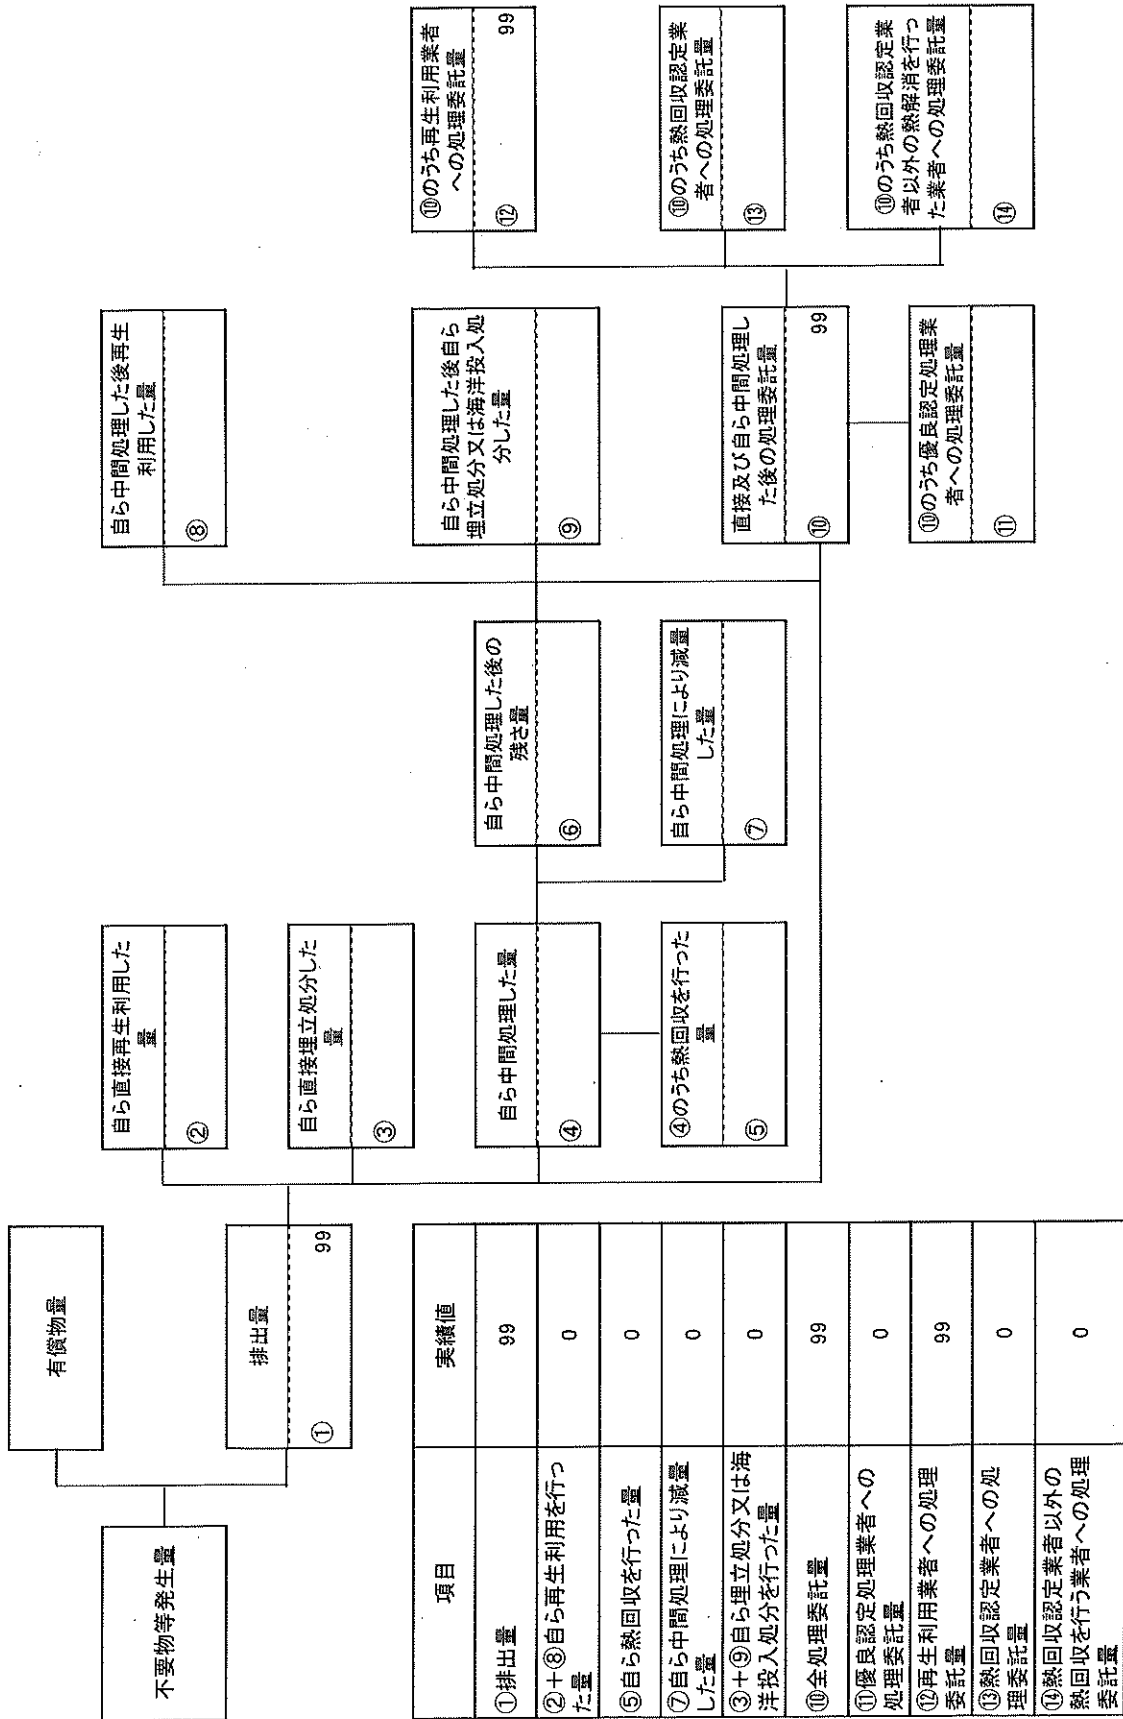 不要物等発生量
有償物量
排出量
①
99
自ら直接再生利用した
量
②
自ら直接埋立処分した
量
③
自ら中間処理した量
④
④のうち熱回収を行った
量
⑤
自ら中間処理した後の
残さ量
⑥
自ら中間処理により減量
した量
⑦
自ら中間処理した後再生
利用した量
⑧
自ら中間処理した後自ら
埋立処分又は海洋投入処
分した量
⑨
直接及び自ら中間処理し
た後の処理委託量
⑩
99
⑩のうち優良認定処理業
者への処理委託量
⑪
⑩のうち再生利用業者
への処理委託量
⑫
99
⑩のうち熱回収認定業
者への処理委託量
⑬
⑩のうち熱回収認定業
者以外の熱解消を行っ
た業者への処理委託量
⑭
項目
実績値
①排出量
99
②+⑧自ら再生利用を行っ
た量
0
⑤自ら熱回収を行った量
0
⑦自ら中間処理により減量
した量
0
③+⑨自ら埋立処分又は海
洋投入処分を行った量
0
⑩全処理委託量
99
⑪優良認定処理業者への
処理委託量
0
⑫再生利用業者への処理
委託量
99
⑬熱回収認定業者への処
理委託量
0
⑭熱回収認定業者以外の
熱回収を行う業者への処理
委託量
0